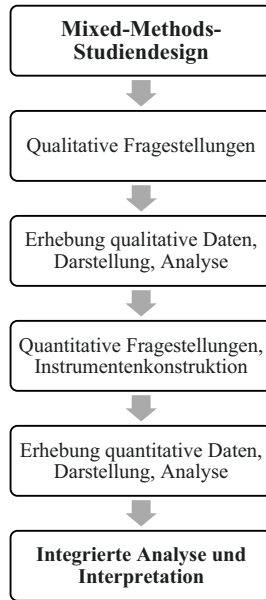 Mixed-Methods-
Studiendesign
Qualitative Fragestellungen
Erhebung qualitative Daten,
Darstellung, Analyse
Quantitative Fragestellungen,
Instrumentenkonstruktion
Erhebung quantitative Daten,
Darstellung, Analyse
Integrierte Analyse und
Interpretation